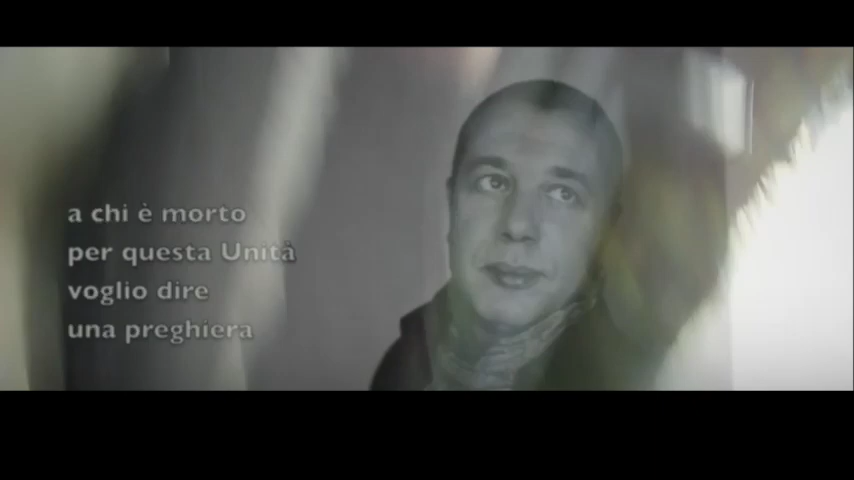 a chi è morto
per questa Unità
voglio dire
una preghiera